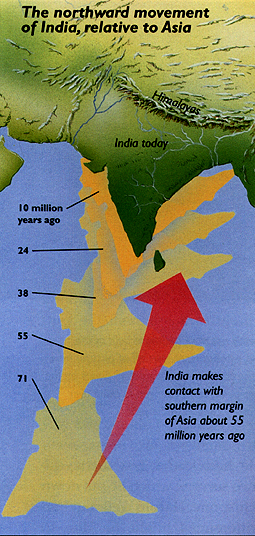 The northward movement
of India, relative to Asia
Himalayas
India today
10 million
years ago
24
38
55
71
India makes
contact with
southern margin
of Asia about 55
million years ago